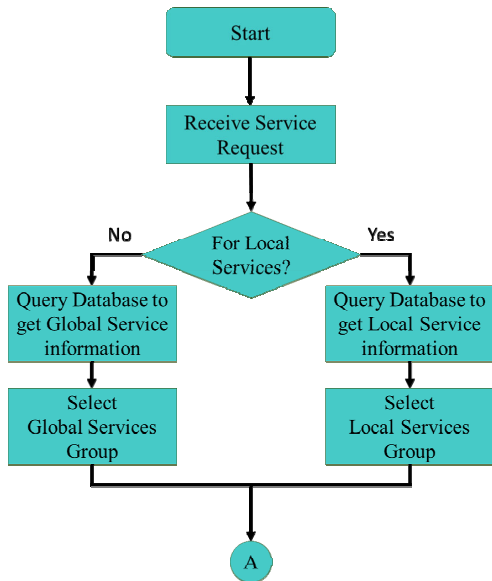 Start
Receive Service
Request
For Local
Services?
No
Yes
Query Database to
get Global Service
information
Query Database to
get Local Service
information
Select
Global Services
Group
Select
Local Services
Group
A